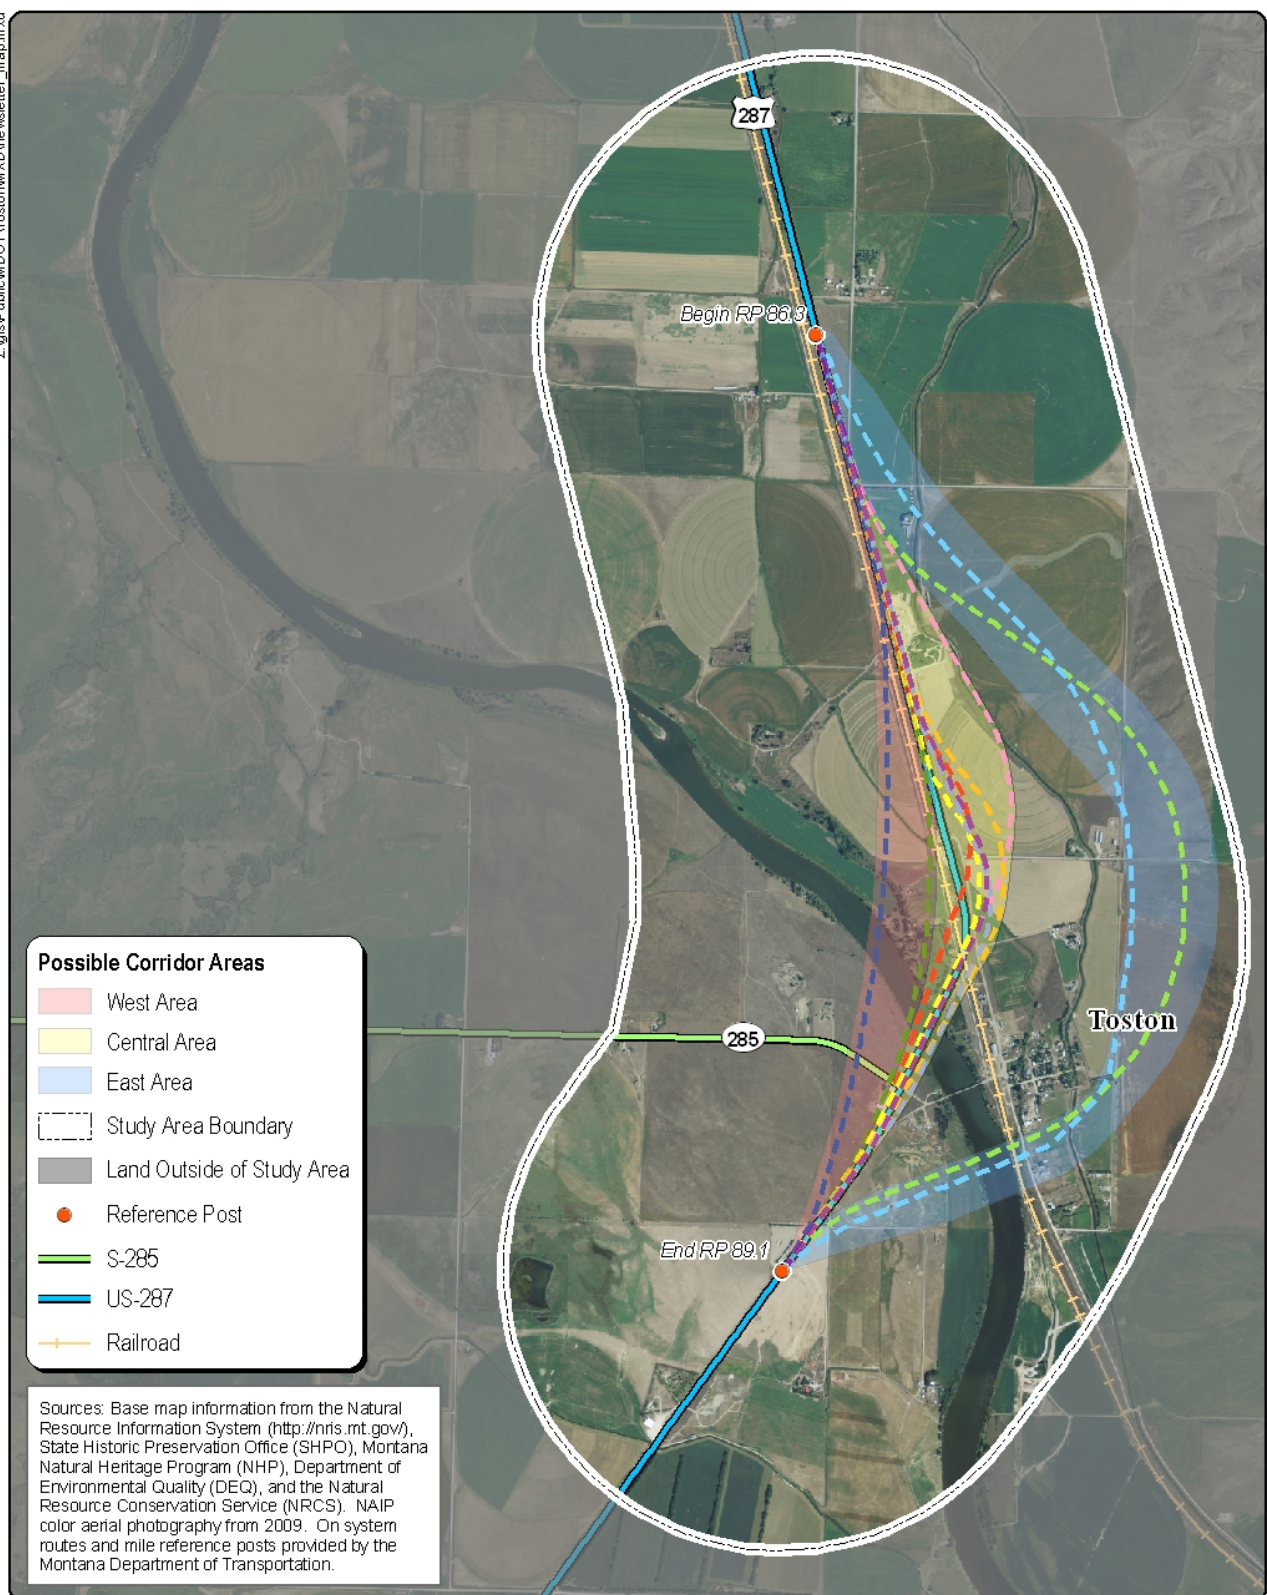 287
Begin RP 86.3
285
Toston
End RP 89.1
Possible Corridor Areas
West Area
Central Area
East Area
Study Area Boundary
Land Outside of Study Area
Reference Post
S-285
US-287
Railroad
Sources: Base map information from the Natural
Resource Information System (http://nris.mt.gov/),
State Historic Preservation Office (SHPO), Montana
Natural Heritage Program (NHP), Department of
Environmental Quality (DEQ), and the Natural
Resource Conservation Service (NRCS). NAIP
color aerial photography from 2009. On system
routes and mile reference posts provided by the
Montana Department of Transportation.